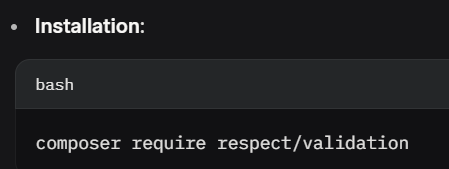 Installation:
bash
composer require respect/validation